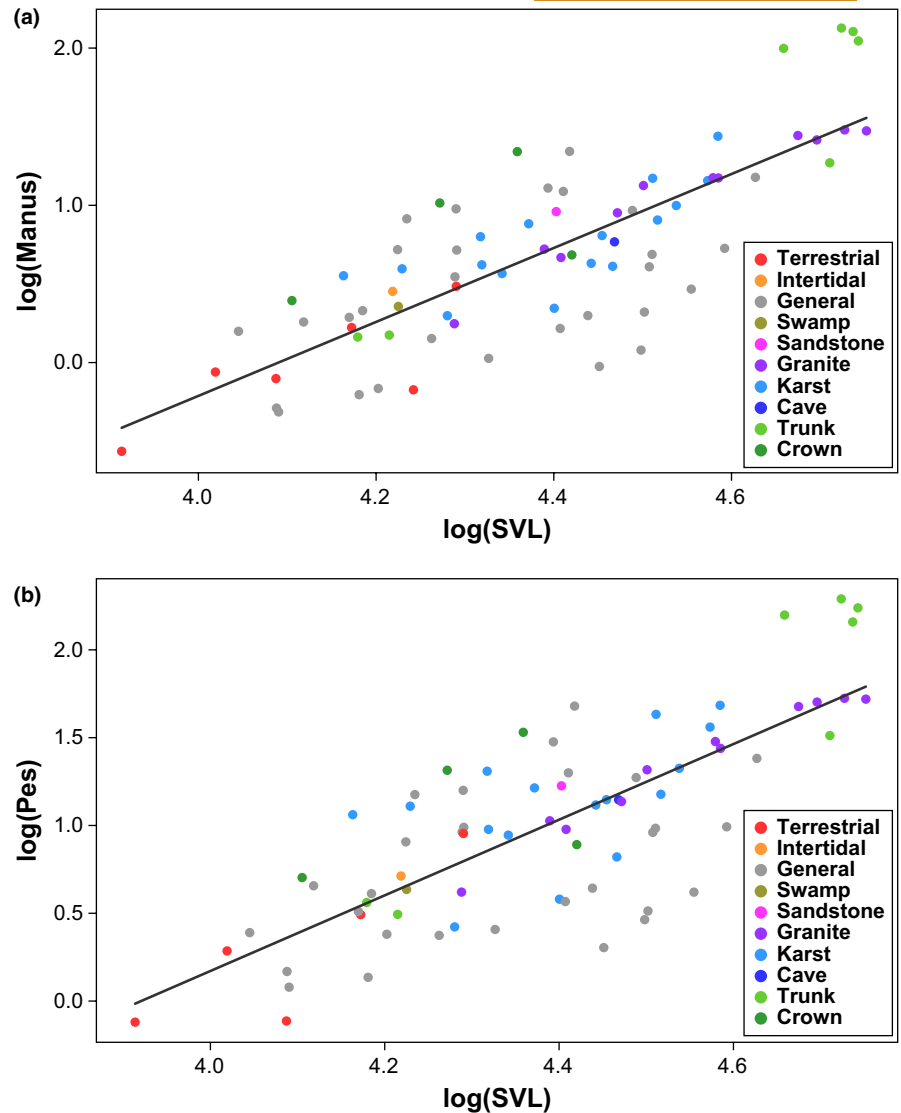 (a)
2.0
1.0
0.0
log(Manus)
Terrestrial
Intertidal
General
Swamp
Sandstone
Granite
Karst
Cave
Trunk
Crown
4.0 4.2 4.4 4.6
log(SVL)
(b)
2.0
1.5
1.0
0.5
0.0
log(Pes)
Terrestrial
Intertidal
General
Swamp
Sandstone
Granite
Karst
Cave
Trunk
Crown
4.0 4.2 4.4 4.6
log(SVL)